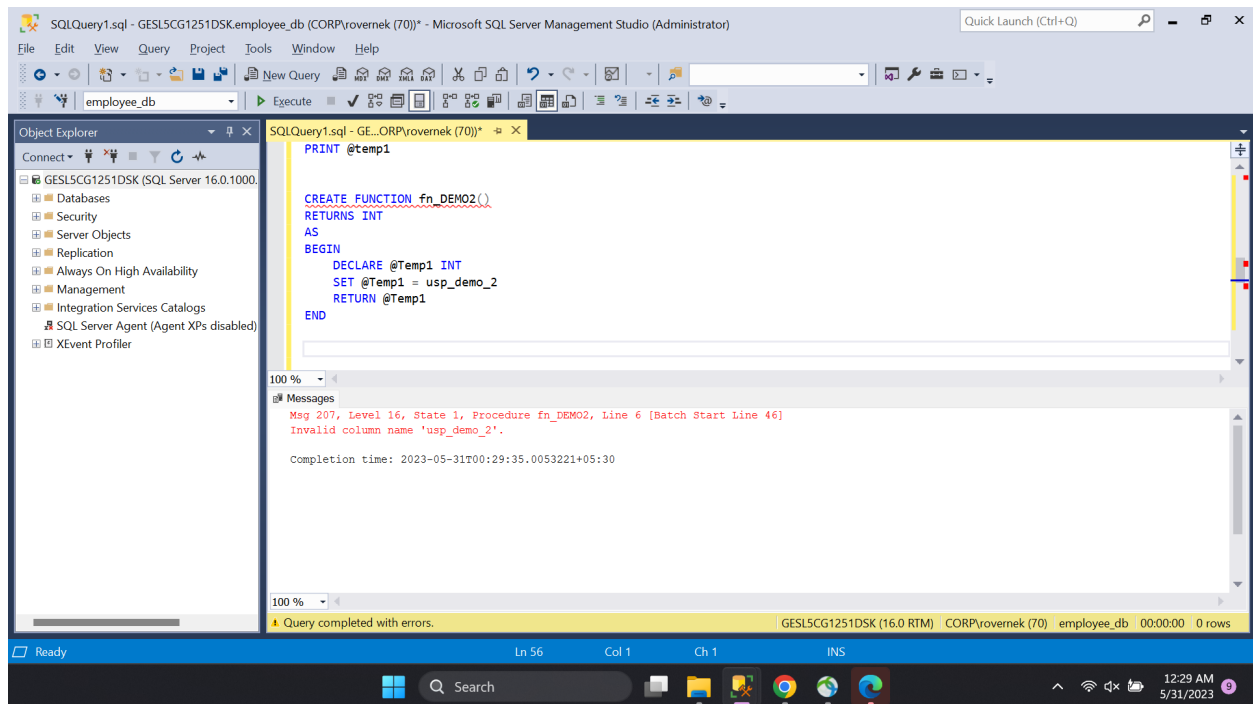 SQLQuery1.sql - GESL5CG1251DSK.employee_db (CORP\rovernek (70))* - Microsoft SQL Server Management Studio (Administrator)
Quick Launch (Ctrl+Q)
File Edit View Query Project Tools Window Help
New Query MDX DMX XMLA DAX
employee_db Execute
Object Explorer
SQLQuery1.sql - GE...ORP\rovernek (70))*
Connect
GESL5CG1251DSK (SQL Server 16.0.1000.
Databases
Security
Server Objects
Replication
Always On High Availability
Management
Integration Services Catalogs
SQL Server Agent (Agent XPs disabled)
XEvent Profiler
PRINT @temp1
CREATE FUNCTION fn_DEMO2()
RETURNS INT
AS
BEGIN
DECLARE @Temp1 INT
SET @Temp1 = usp_demo_2
RETURN @Temp1
END
100 %
Messages
Msg 207, Level 16, State 1, Procedure fn_DEMO2, Line 6 [Batch Start Line 46]
Invalid column name 'usp_demo_2'.
Completion time: 2023-05-31T00:29:35.0053221+05:30
100 %
Query completed with errors.
GESL5CG1251DSK (16.0 RTM) CORP\rovernek (70) employee_db 00:00:00 0 rows
Ready Ln 56 Col 1 Ch 1 INS
Search
12:29 AM
5/31/2023
9